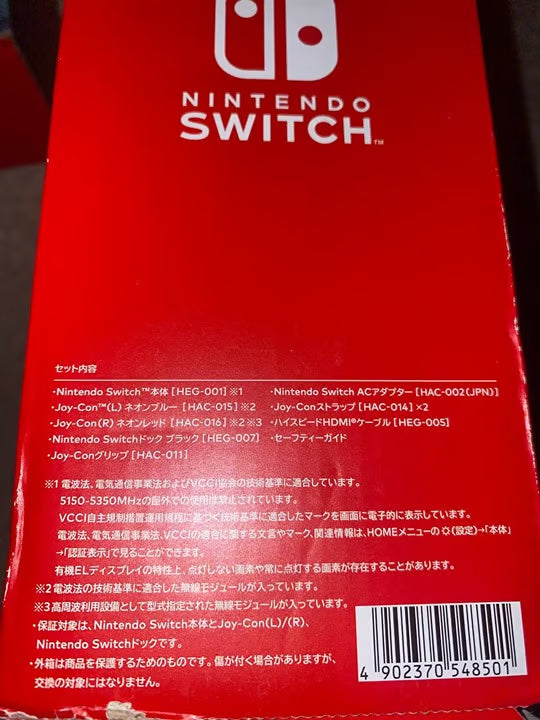 NINTENDO
SWITCH™
セット内容
・Nintendo Switch™本体 [HEG-001] ※1
・Joy-Con™(L) ネオンブルー [HAC-015] ※2
・Joy-Con(R) ネオンレッド [HAC-016] ※2※3
・Nintendo Switchドック ブラック [HEG-007]
・Joy-Conグリップ [HAC-011]
・Nintendo Switch ACアダプター [HAC-002(JPN)]
・Joy-Conストラップ [HAC-014]×2
・ハイスピードHDMI®ケーブル [HEG-005]
・セーフティーガイド
※1 電波法、電気通信事業法およびVCCI協会の技術基準に適合しています。
5150-5350MHzの屋外での使用は禁止されています。
VCCI自主規制措置運用規程に基づく技術基準に適合したマークを画面に電子的に表示しています。
電波法、電気通信事業法、VCCIの適合に関する文言やマーク、関連情報は、HOMEメニューの(設定)→「本体」
→「認証表示」で見ることができます。
有機ELディスプレイの特性上、点灯しない画素や常に点灯する画素が存在することがあります。
※2 電波法の技術基準に適合した無線モジュールが入っています。
※3 高周波利用設備として型式指定された無線モジュールが入っています。
・保証対象は、Nintendo Switch本体とJoy-Con(L)/(R)、
Nintendo Switchドックです。
・外箱は商品を保護するためのものです。傷が付く場合がありますが、
交換の対象にはなりません。
4 902370 548501